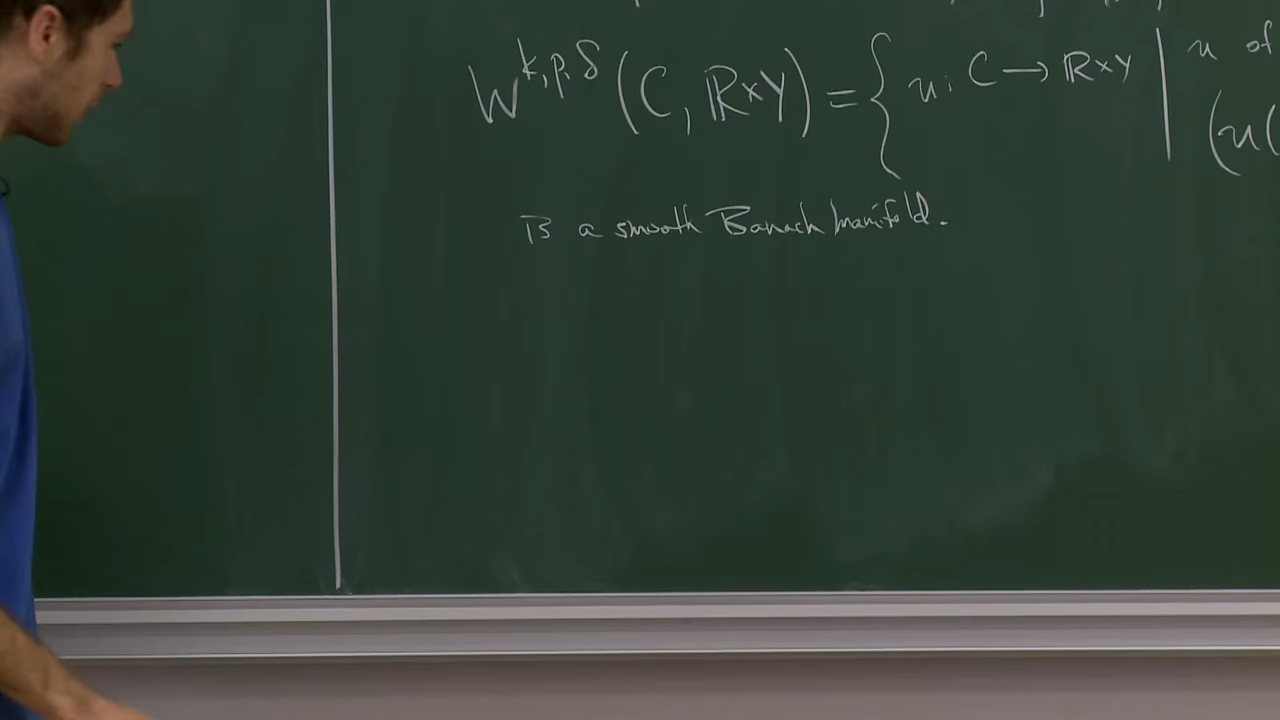 W^{k,p,δ}(C, ℝ×Y) = { u: C → ℝ×Y | u of
(u(
is a smooth Banach manifold.